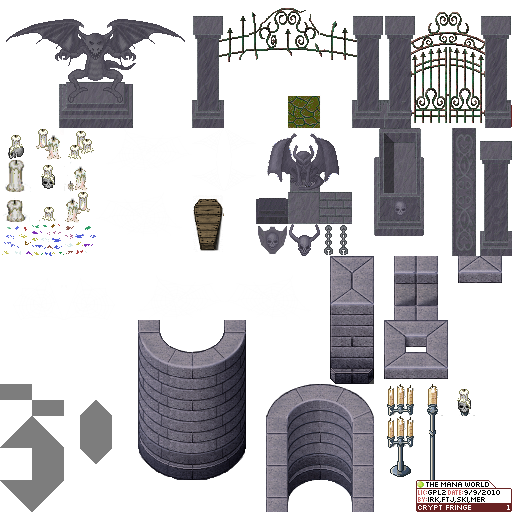 THE MANA WORLD
LIC:GPL2 DATE:9/9/2010
BY:IRK,FTJ,SKI,MER
CRYPT FRINGE 1